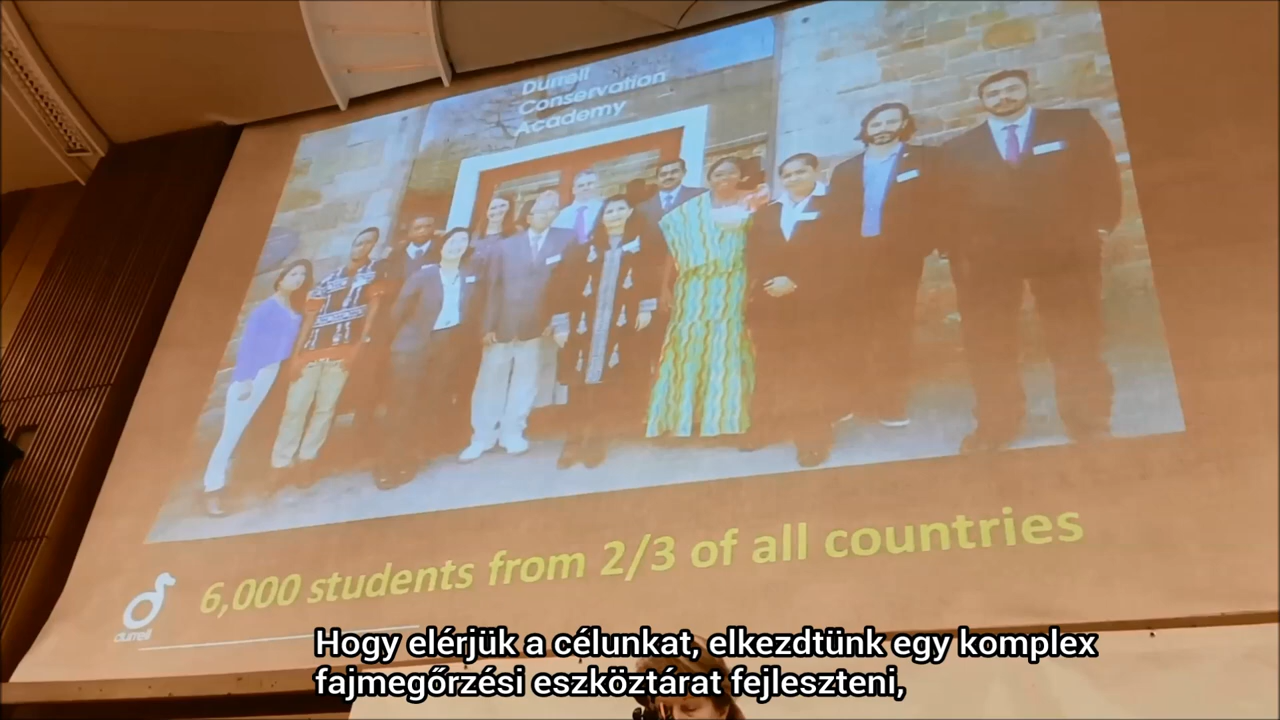 Durrell
Conservation
Academy
6,000 students from 2/3 of all countries
durrell
Hogy elérjük a célunkat, elkezdtünk egy komplex
fajmegőrzési eszköztárat fejleszteni,